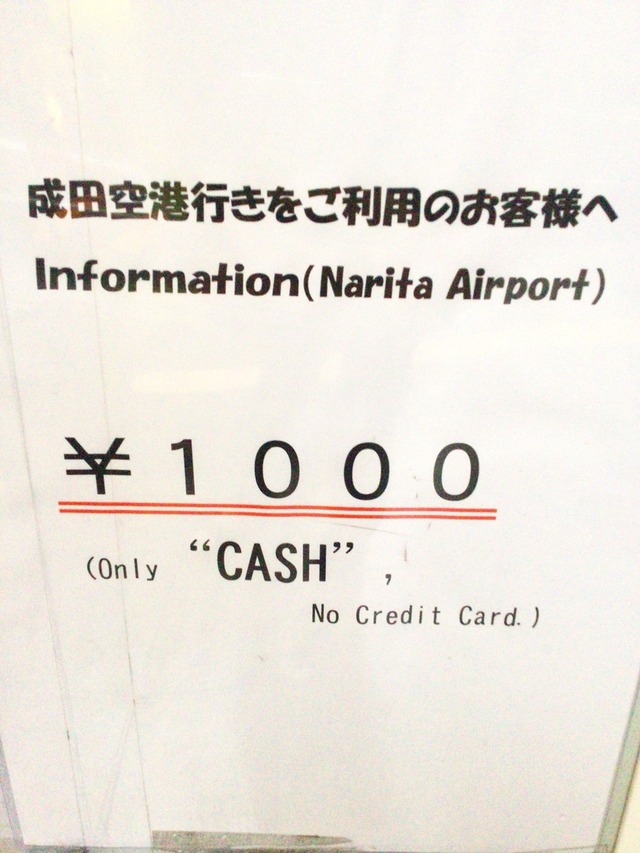 成田空港行きをご利用のお客様へ
Information(Narita Airport)
￥１０００
(Only “CASH”,
No Credit Card.)